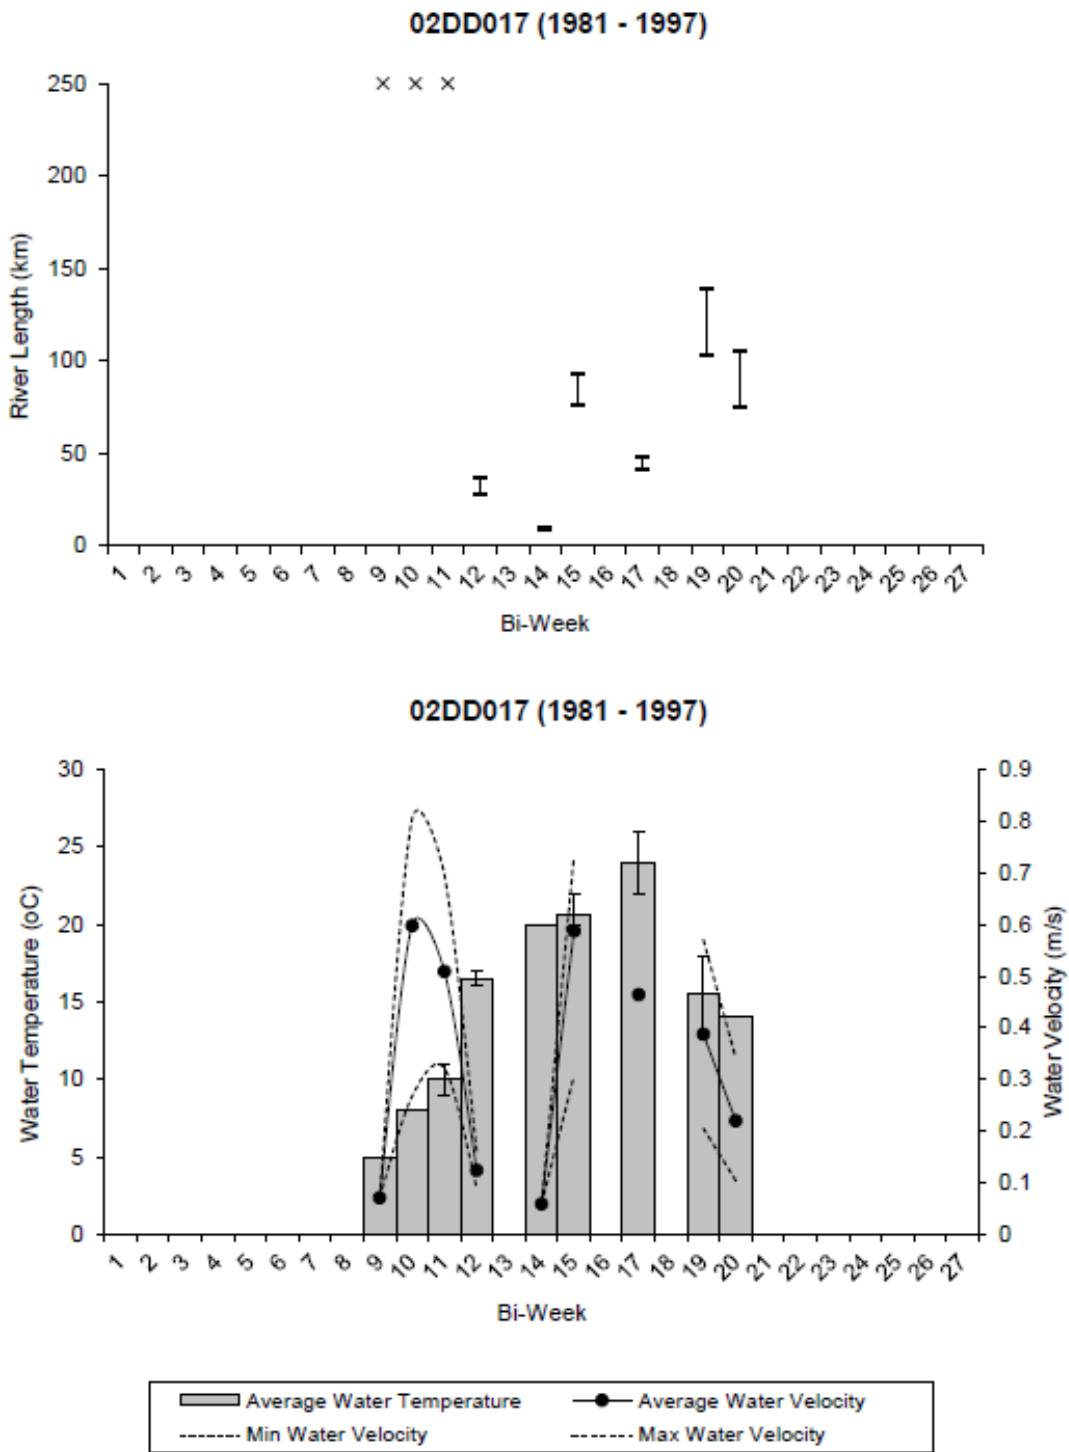 02DD017 (1981 - 1997)
250
200
150
100
50
0
River Length (km)
1 2 3 4 5 6 7 8 9 10 11 12 13 14 15 16 17 18 19 20 21 22 23 24 25 26 27
Bi-Week
02DD017 (1981 - 1997)
30
25
20
15
10
5
0
Water Temperature (oC)
0.9
0.8
0.7
0.6
0.5
0.4
0.3
0.2
0.1
0
Water Velocity (m/s)
1 2 3 4 5 6 7 8 9 10 11 12 13 14 15 16 17 18 19 20 21 22 23 24 25 26 27
Bi-Week
Average Water Temperature Average Water Velocity
Min Water Velocity Max Water Velocity